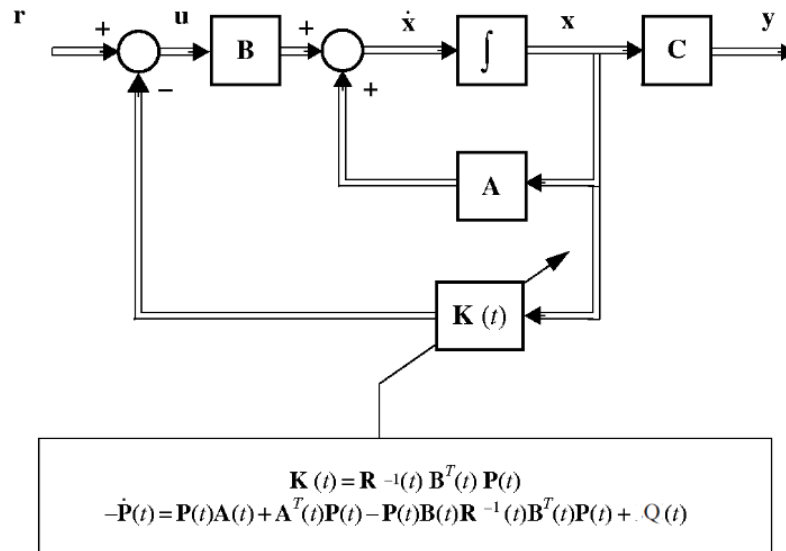 r
+
−
u
B
+
+
ẋ
∫
x
C
y
A
K (t)
K (t) = R ⁻¹(t) Bᵀ(t) P(t)
−Ṗ(t) = P(t)A(t) + Aᵀ(t)P(t) − P(t)B(t)R ⁻¹(t)Bᵀ(t)P(t) + .Q (t)